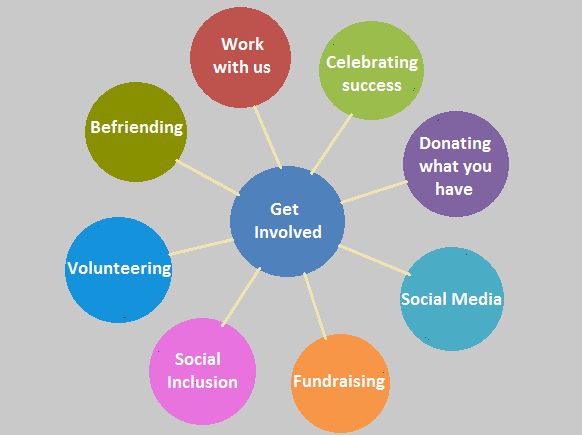 Work
with us
Celebrating
success
Befriending
Donating
what you
have
Get
Involved
Volunteering
Social Media
Social
Inclusion
Fundraising